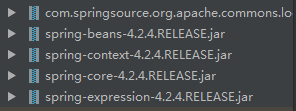 com.springsource.org.apache.commons.lo
spring-beans-4.2.4.RELEASE.jar
spring-context-4.2.4.RELEASE.jar
spring-core-4.2.4.RELEASE.jar
spring-expression-4.2.4.RELEASE.jar